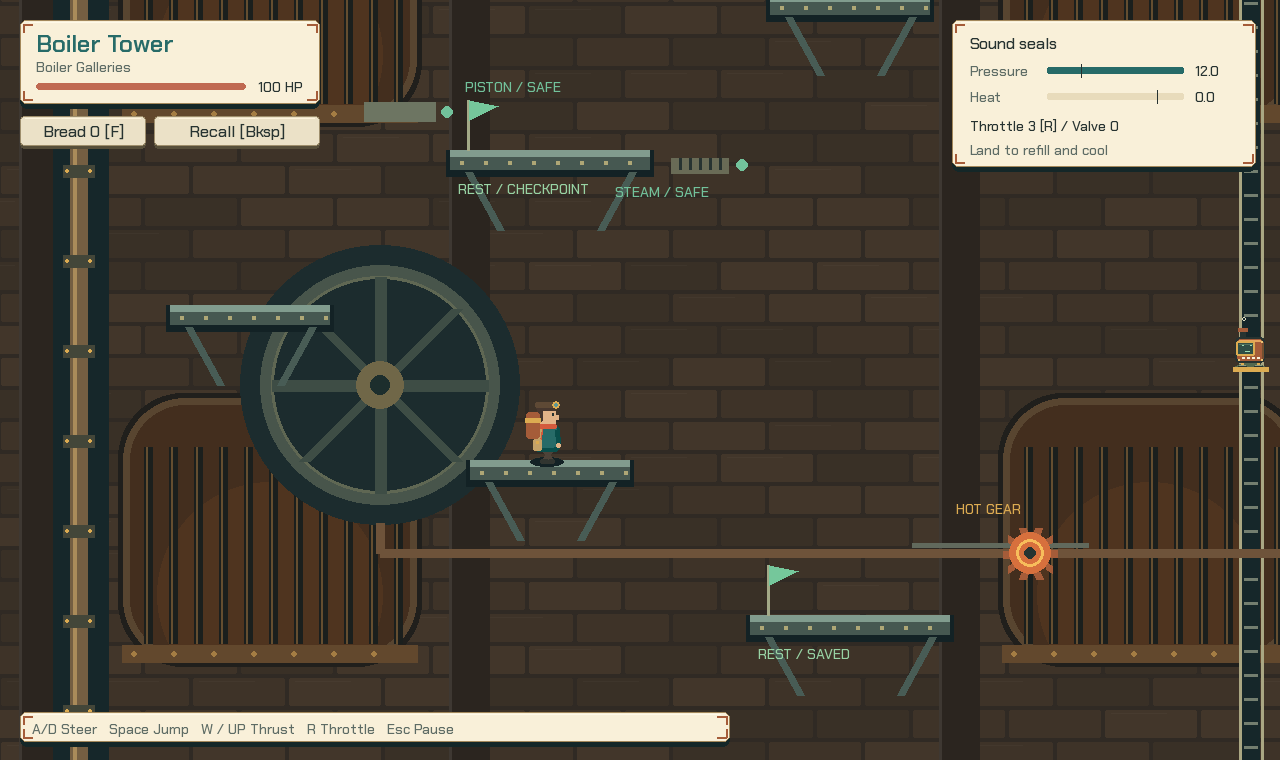 Boiler Tower
Boiler Galleries
100 HP
Bread 0 [F]
Recall [Bksp]
PISTON / SAFE
REST / CHECKPOINT
STEAM / SAFE
Sound seals
Pressure 12.0
Heat 0.0
Throttle 3 [R] / Valve 0
Land to refill and cool
HOT GEAR
REST / SAVED
A/D Steer Space Jump W / UP Thrust R Throttle Esc Pause